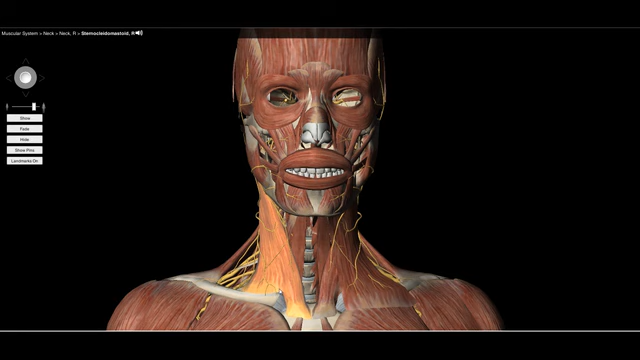 Muscular System > Neck > Neck, R > Sternocleidomastoid, R
Show
Fade
Hide
Show Pins
Landmarks On